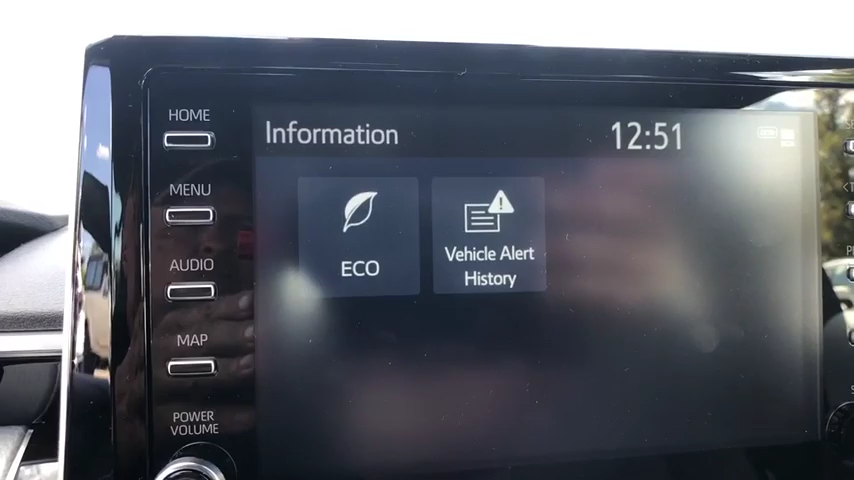 HOME
Information
12:51
MENU
ECO
Vehicle Alert
History
AUDIO
MAP
POWER
VOLUME